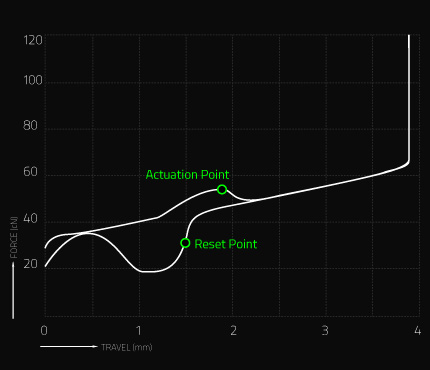 120
100
80
60
40
20
Actuation Point
Reset Point
FORCE (cN)
0
1
2
3
4
TRAVEL (mm)